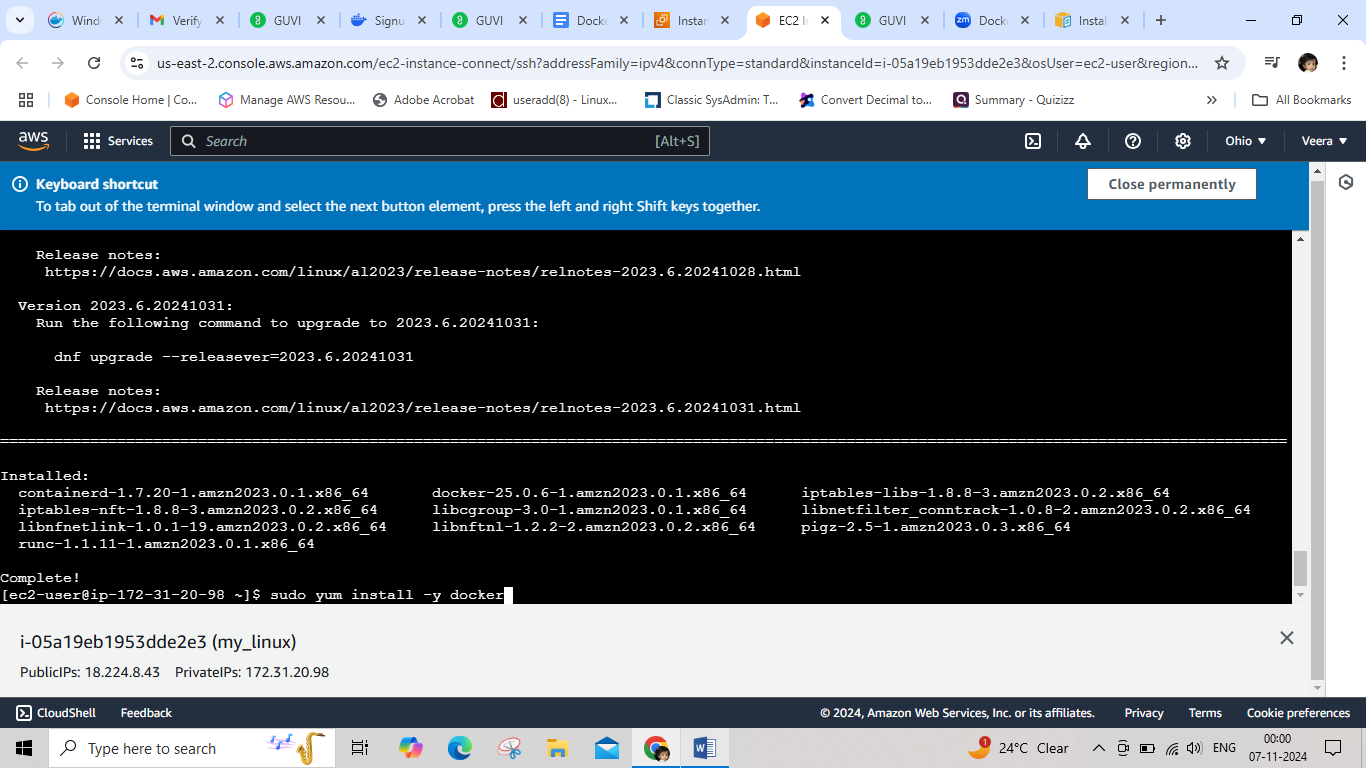 Windo
Verify
GUVI
Signu
GUVI
Docke
Instan
EC2 In
GUVI
Docke
Instal
us-east-2.console.aws.amazon.com/ec2-instance-connect/ssh?addressFamily=ipv4&connType=standard&instanceId=i-05a19eb1953dde2e3&osUser=ec2-user&region...
Console Home | Co...
Manage AWS Resou...
Adobe Acrobat
useradd(8) - Linux...
Classic SysAdmin: T...
Convert Decimal to...
Summary - Quizizz
All Bookmarks
aws
Services
Search
[Alt+S]
Ohio
Veera
Keyboard shortcut
To tab out of the terminal window and select the next button element, press the left and right Shift keys together.
Close permanently
Release notes:
https://docs.aws.amazon.com/linux/al2023/release-notes/relnotes-2023.6.20241028.html
Version 2023.6.20241031:
Run the following command to upgrade to 2023.6.20241031:
dnf upgrade --releasever=2023.6.20241031
Release notes:
https://docs.aws.amazon.com/linux/al2023/release-notes/relnotes-2023.6.20241031.html
================================================================================================================================================
Installed:
containerd-1.7.20-1.amzn2023.0.1.x86_64 docker-25.0.6-1.amzn2023.0.1.x86_64 iptables-libs-1.8.8-3.amzn2023.0.2.x86_64
iptables-nft-1.8.8-3.amzn2023.0.2.x86_64 libcgroup-3.0-1.amzn2023.0.1.x86_64 libnetfilter_conntrack-1.0.8-2.amzn2023.0.2.x86_64
libnfnetlink-1.0.1-19.amzn2023.0.2.x86_64 libnftnl-1.2.2-2.amzn2023.0.2.x86_64 pigz-2.5-1.amzn2023.0.3.x86_64
runc-1.1.11-1.amzn2023.0.1.x86_64
Complete!
[ec2-user@ip-172-31-20-98 ~]$ sudo yum install -y docker
i-05a19eb1953dde2e3 (my_linux)
PublicIPs: 18.224.8.43 PrivateIPs: 172.31.20.98
CloudShell
Feedback
© 2024, Amazon Web Services, Inc. or its affiliates.
Privacy
Terms
Cookie preferences
Type here to search
1
24°C Clear
ENG
00:00
07-11-2024